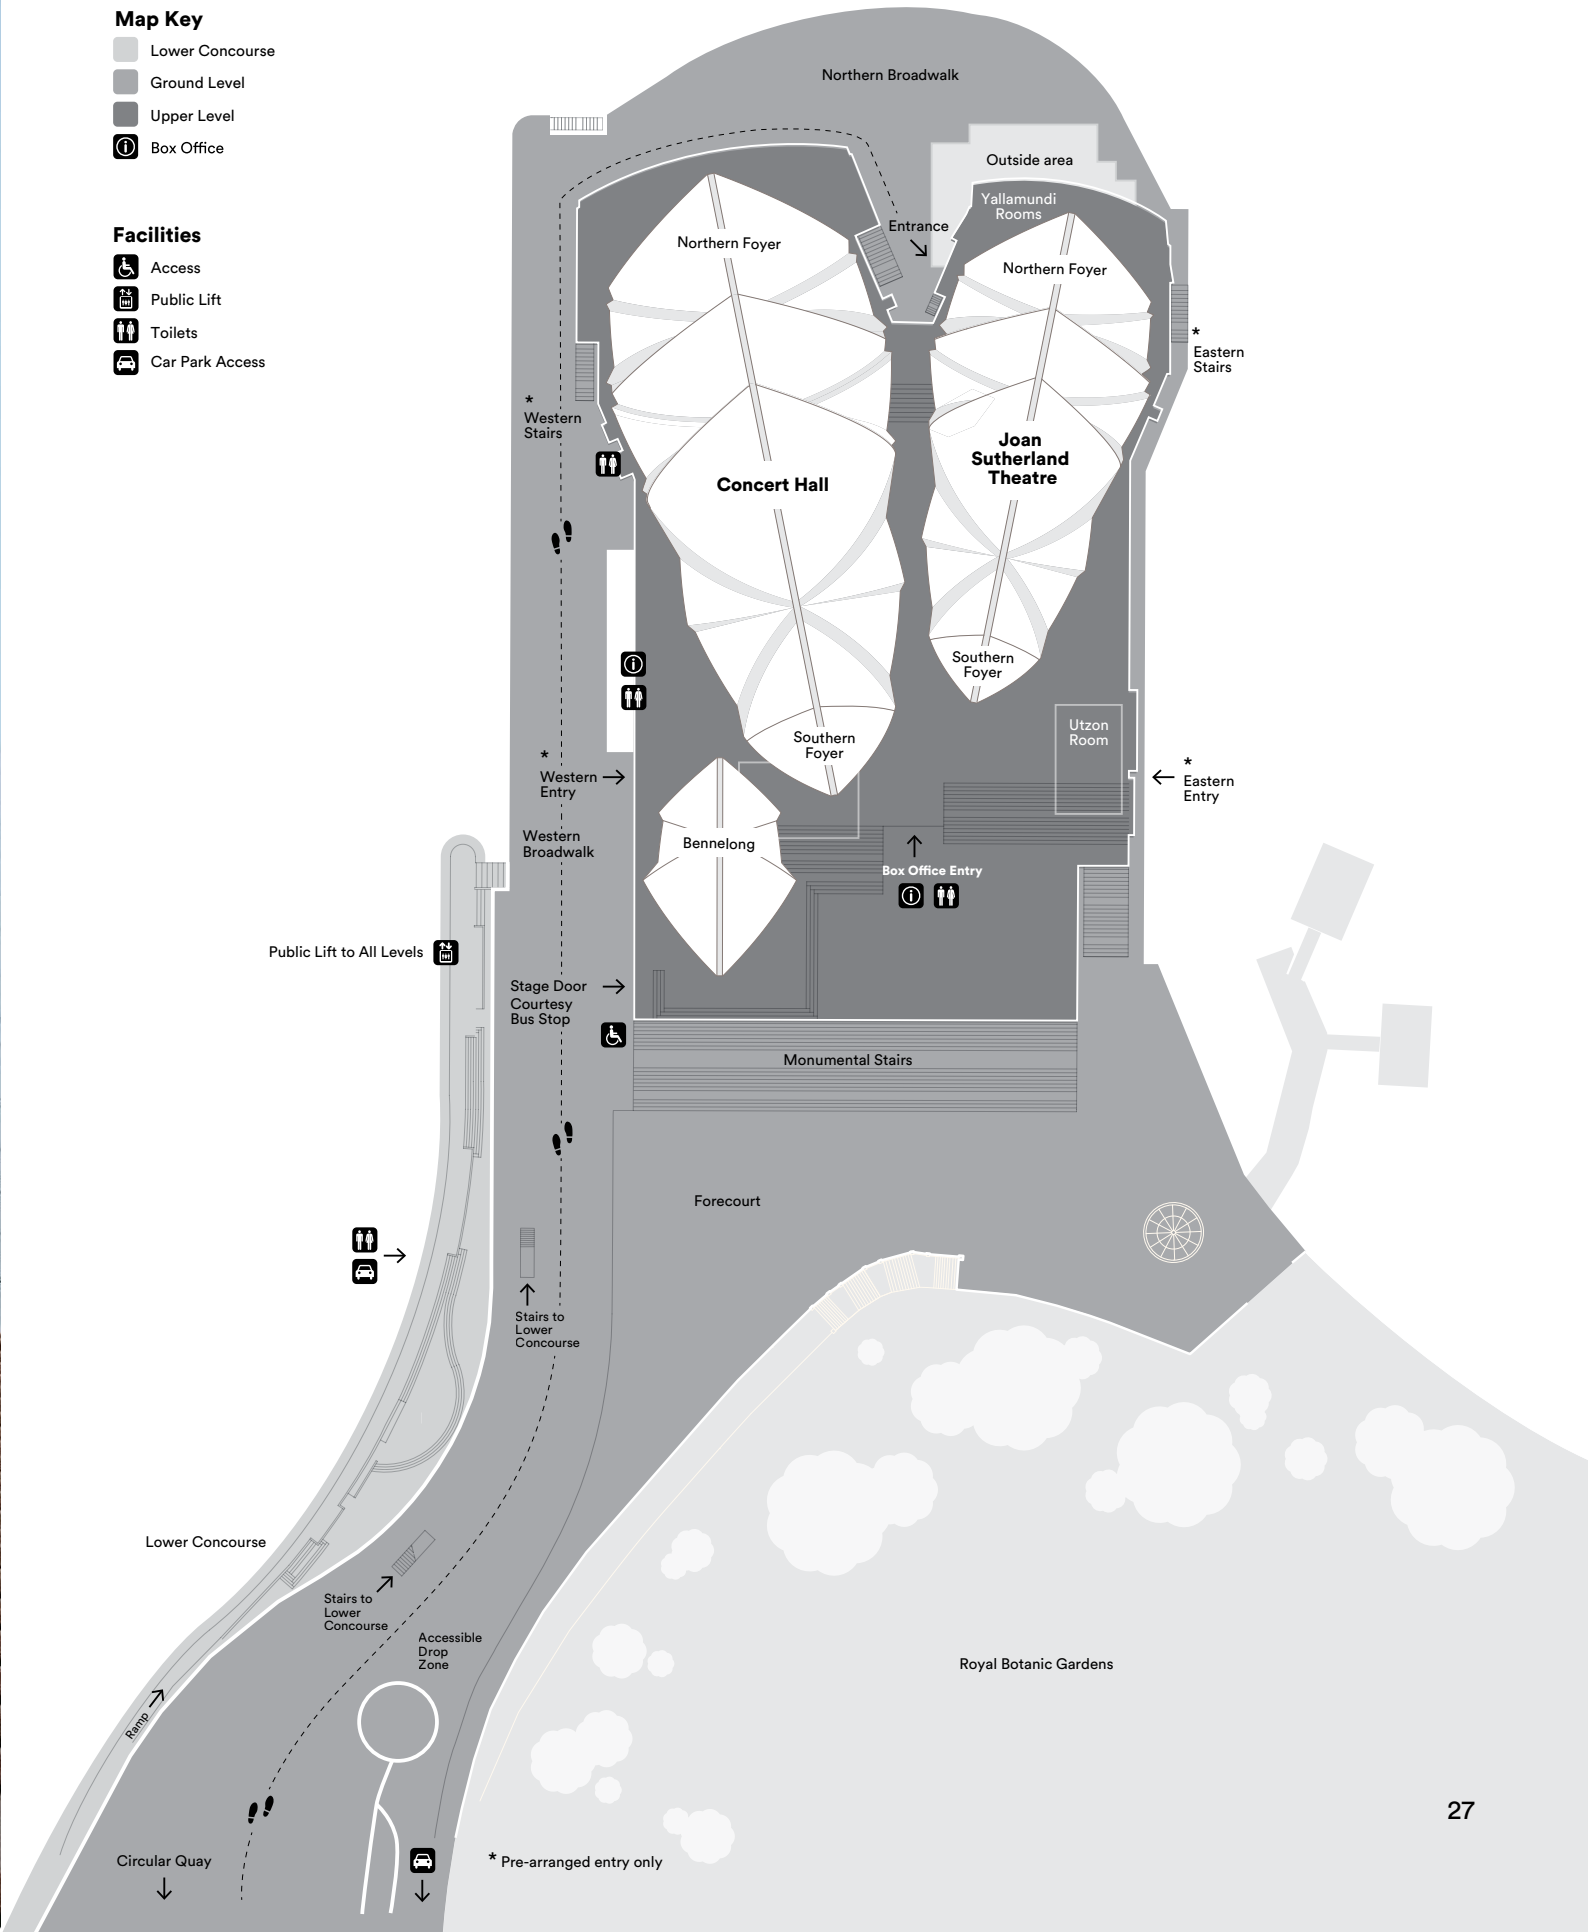 Map Key
Lower Concourse
Ground Level
Upper Level
Box Office
Facilities
Access
Public Lift
Toilets
Car Park Access
Northern Broadwalk
Outside area
Yallamundi
Rooms
Entrance
Northern Foyer
Northern Foyer
*
Eastern
Stairs
*
Western
Stairs
Concert Hall
Joan
Sutherland
Theatre
Southern
Foyer
Utzon
Room
Southern
Foyer
*
Western
Entry
*
Eastern
Entry
Western
Broadwalk
Bennelong
Box Office Entry
Public Lift to All Levels
Stage Door
Courtesy
Bus Stop
Monumental Stairs
Forecourt
Stairs to
Lower
Concourse
Lower Concourse
Stairs to
Lower
Concourse
Accessible
Drop
Zone
Royal Botanic Gardens
Ramp
27
Circular Quay
* Pre-arranged entry only